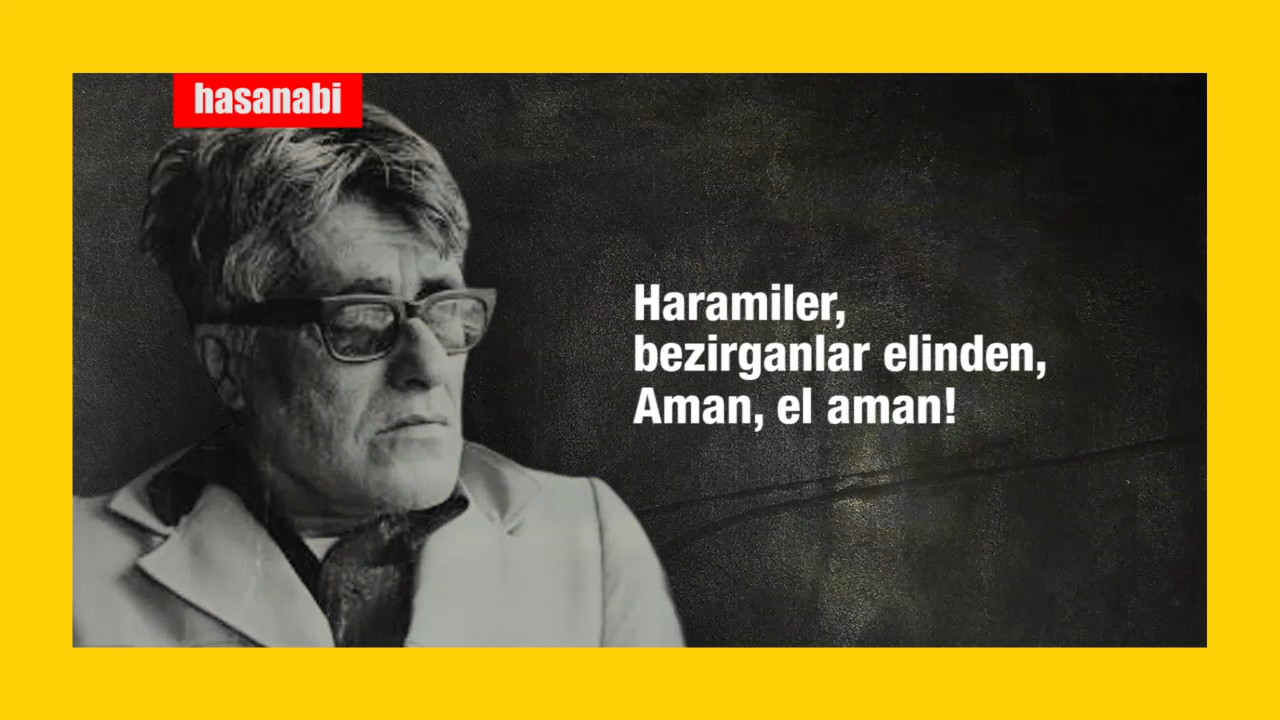 hasanabi
Haramiler,
bezirganlar elinden,
Aman, el aman!